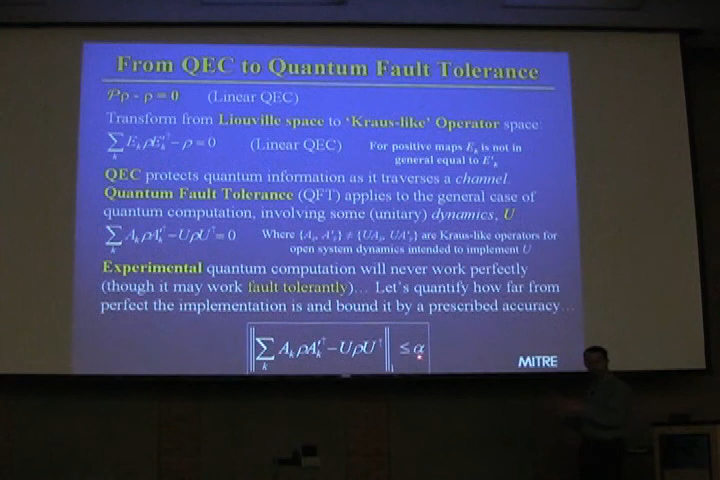 From QEC to Quantum Fault Tolerance
𝒫ρ - ρ = 0 (Linear QEC)
Transform from Liouville space to 'Kraus-like' Operator space:
∑ₖ EₖρE′ₖ† − ρ = 0 (Linear QEC)
For positive maps Eₖ is not in
general equal to E′ₖ
QEC protects quantum information as it traverses a channel.
Quantum Fault Tolerance (QFT) applies to the general case of
quantum computation, involving some (unitary) dynamics, U
∑ₖ AₖρA′ₖ† − UρU† = 0
Where {Aₖ, A′ₖ} ≠ {UAₖ, UA′ₖ} are Kraus-like operators for
open system dynamics intended to implement U
Experimental quantum computation will never work perfectly
(though it may work fault tolerantly)… Let's quantify how far from
perfect the implementation is and bound it by a prescribed accuracy…
‖∑ₖ AₖρA′ₖ† − UρU†‖₁ ≤ α
MITRE